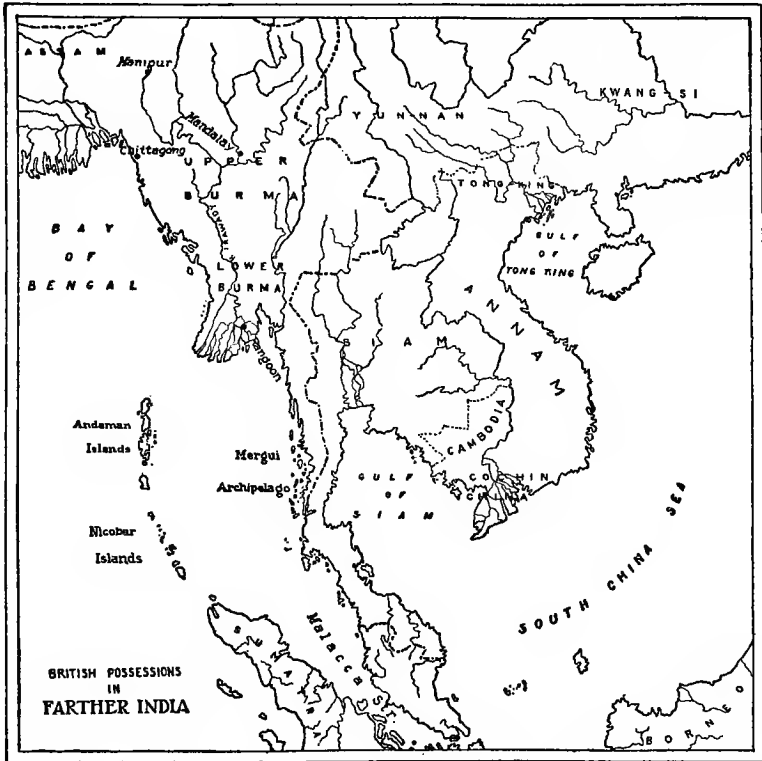 ASSAM
Manipur
KWANG SI
YUNNAN
Mandalay
Chittagong
UPPER
BURMA
TONG KING
BAY
OF
BENGAL
IRAWADY
GULF
OF
TONG KING
LOWER
BURMA
ANNAM
SIAM
Rangoon
Andaman
Islands
CAMBODIA
Mergui
Archipelago
GULF
OF
SIAM
COCHIN
CHINA
Nicobar
Islands
SOUTH CHINA SEA
SUMATRA
Malacca Str.
BORNEO
BRITISH POSSESSIONS
IN
FARTHER INDIA